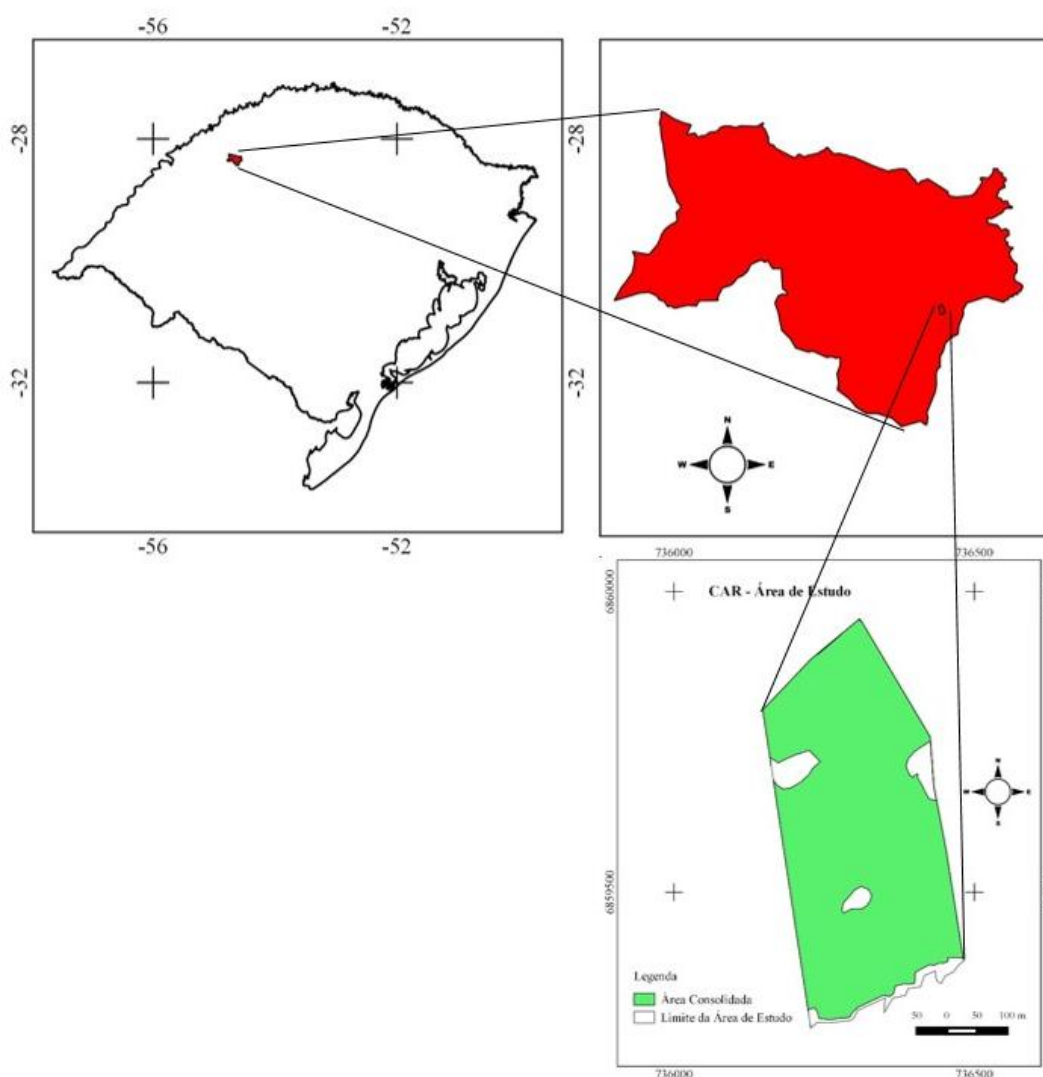 -56
-52
-28
-28
-32
-32
-56
-52
N
W
E
S
736000
736500
6860000
CAR - Área de Estudo
N
W
E
S
6859500
Legenda
Área Consolidada
Limite da Área de Estudo
50
0
50
100 m
736000
736500